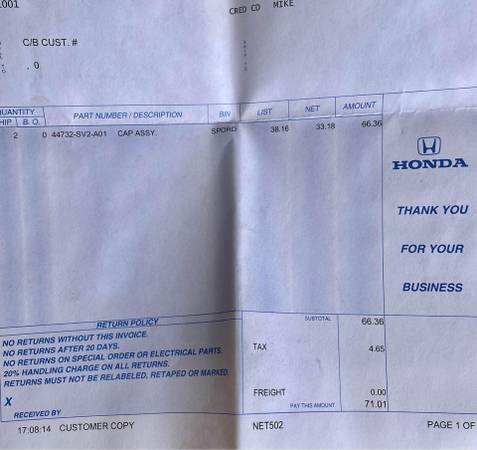 .001
CRED CD MIKE
C/B CUST. #
. 0
QUANTITY PART NUMBER / DESCRIPTION BIN LIST NET AMOUNT
HIP B. O.
2 0 44732-SV2-A01 CAP ASSY. SPORD 38.16 33.18 66.36
HONDA
THANK YOU
FOR YOUR
BUSINESS
RETURN POLICY
NO RETURNS WITHOUT THIS INVOICE.
NO RETURNS AFTER 20 DAYS.
NO RETURNS ON SPECIAL ORDER OR ELECTRICAL PARTS.
20% HANDLING CHARGE ON ALL RETURNS.
RETURNS MUST NOT BE RELABELED, RETAPED OR MARKED.
X
RECEIVED BY
SUBTOTAL 66.36
TAX 4.65
FREIGHT 0.00
PAY THIS AMOUNT 71.01
17:08:14 CUSTOMER COPY NET502 PAGE 1 OF